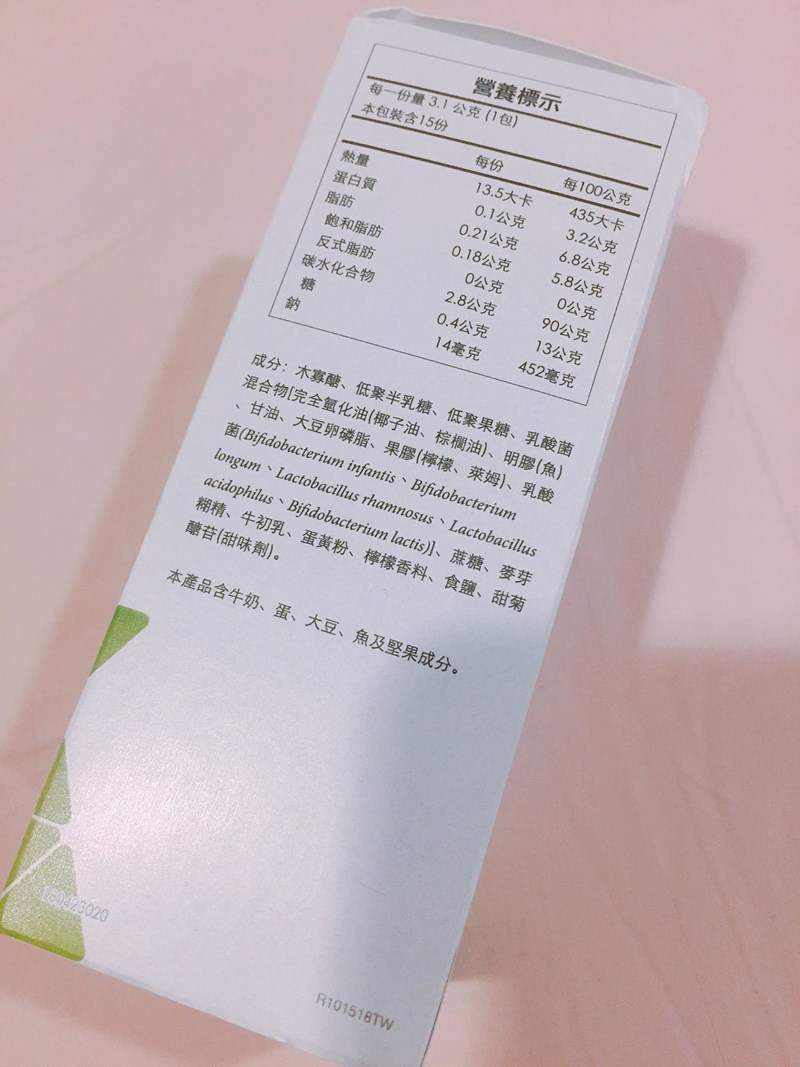 營養標示
每一份量 3.1 公克 (1包)
本包裝含15份
每份 每100公克
熱量 13.5大卡 435大卡
蛋白質 0.1公克 3.2公克
脂肪 0.21公克 6.8公克
飽和脂肪 0.18公克 5.8公克
反式脂肪 0公克 0公克
碳水化合物 2.8公克 90公克
糖 0.4公克 13公克
鈉 14毫克 452毫克
成分：木寡醣、低聚半乳糖、低聚果糖、乳酸菌
混合物[完全氫化油(椰子油、棕櫚油)、明膠(魚)
、甘油、大豆卵磷脂、果膠(檸檬、萊姆)、乳酸
菌(Bifidobacterium infantis、Bifidobacterium
longum、Lactobacillus rhamnosus、Lactobacillus
acidophilus、Bifidobacterium lactis)]、蔗糖、麥芽
糊精、牛初乳、蛋黃粉、檸檬香料、食鹽、甜菊
醣苷(甜味劑)。
本產品含牛奶、蛋、大豆、魚及堅果成分。
180423020
R101518TW